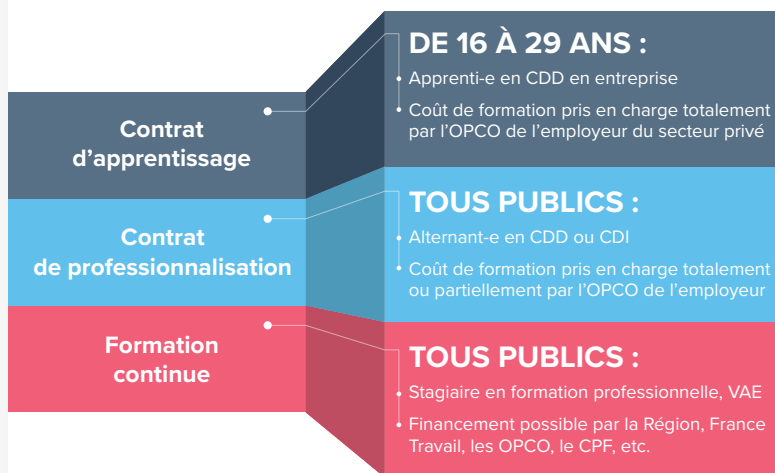 Contrat
d'apprentissage
DE 16 À 29 ANS :
• Apprenti-e en CDD en entreprise
• Coût de formation pris en charge totalement
par l'OPCO de l'employeur du secteur privé
Contrat
de professionnalisation
TOUS PUBLICS :
• Alternant-e en CDD ou CDI
• Coût de formation pris en charge totalement
ou partiellement par l'OPCO de l'employeur
Formation
continue
TOUS PUBLICS :
• Stagiaire en formation professionnelle, VAE
• Financement possible par la Région, France
Travail, les OPCO, le CPF, etc.